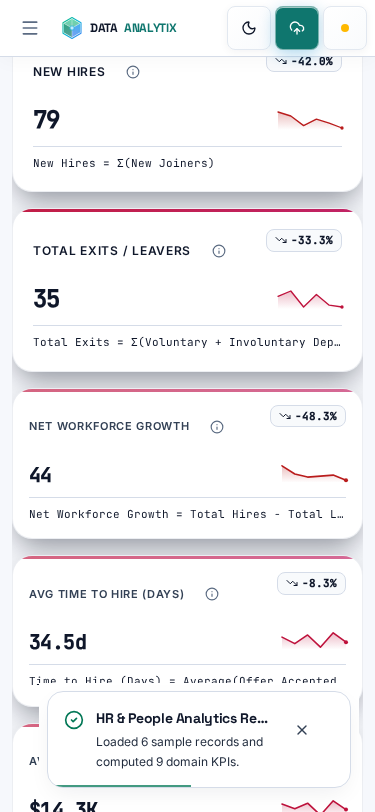 DATA ANALYTIX
-42.0%
NEW HIRES
79
New Hires = Σ(New Joiners)
-33.3%
TOTAL EXITS / LEAVERS
35
Total Exits = Σ(Voluntary + Involuntary Dep…
-48.3%
NET WORKFORCE GROWTH
44
Net Workforce Growth = Total Hires - Total L…
-8.3%
AVG TIME TO HIRE (DAYS)
34.5d
Time to Hire (Days) = Average(Offer Accepted
HR & People Analytics Re...
Loaded 6 sample records and
computed 9 domain KPIs.
$14.3K